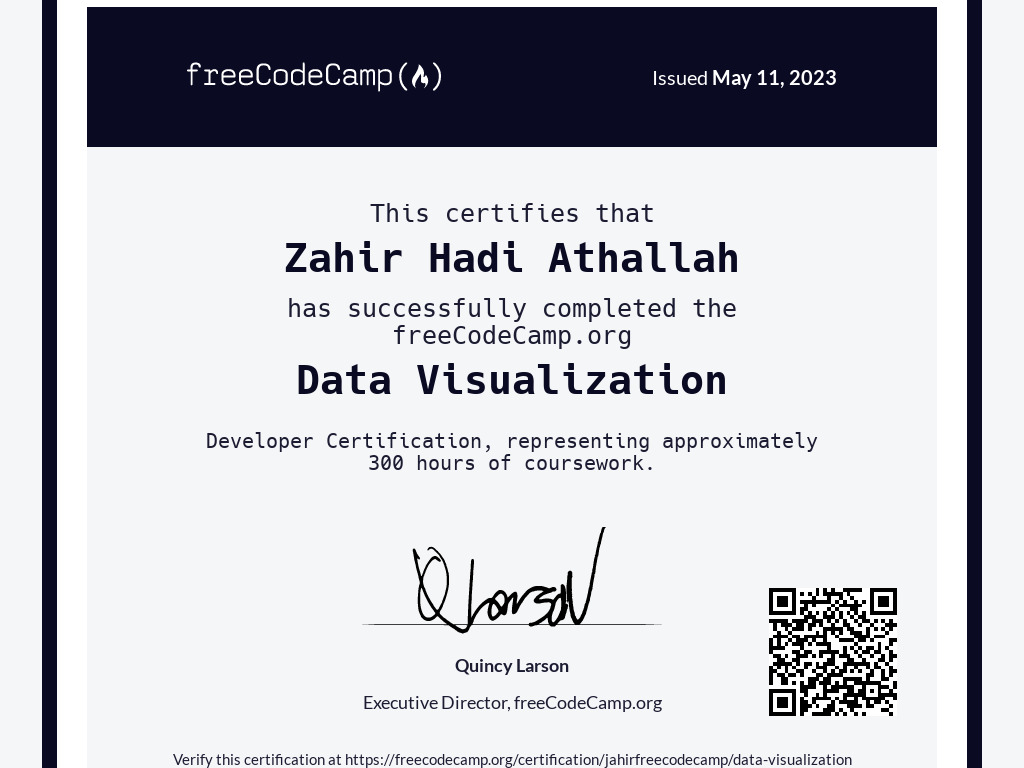 freeCodeCamp
Issued May 11, 2023
This certifies that
Zahir Hadi Athallah
has successfully completed the
freeCodeCamp.org
Data Visualization
Developer Certification, representing approximately
300 hours of coursework.
Q Larson
Quincy Larson
Executive Director, freeCodeCamp.org
Verify this certification at https://freecodecamp.org/certification/jahirfreecodecamp/data-visualization